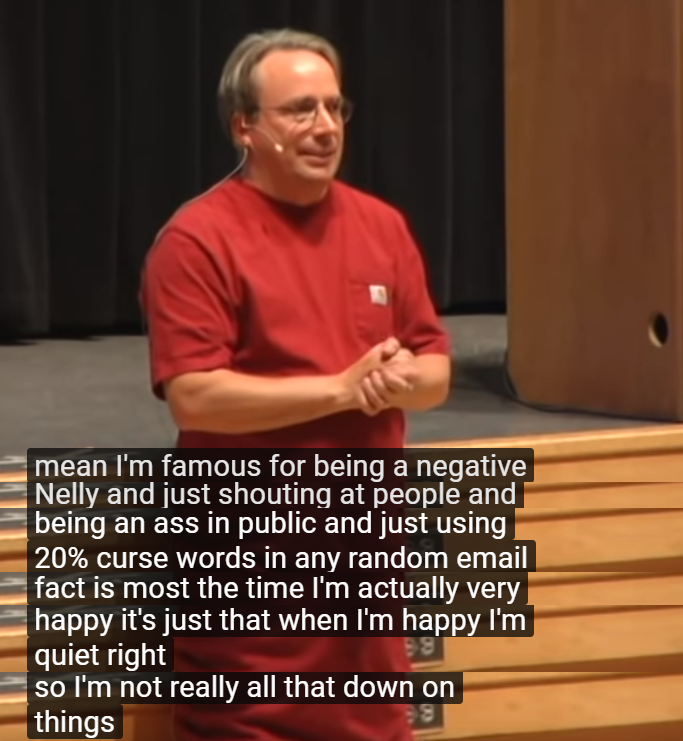 mean I'm famous for being a negative
Nelly and just shouting at people and
being an ass in public and just using
20% curse words in any random email
fact is most the time I'm actually very
happy it's just that when I'm happy I'm
quiet right
so I'm not really all that down on
things